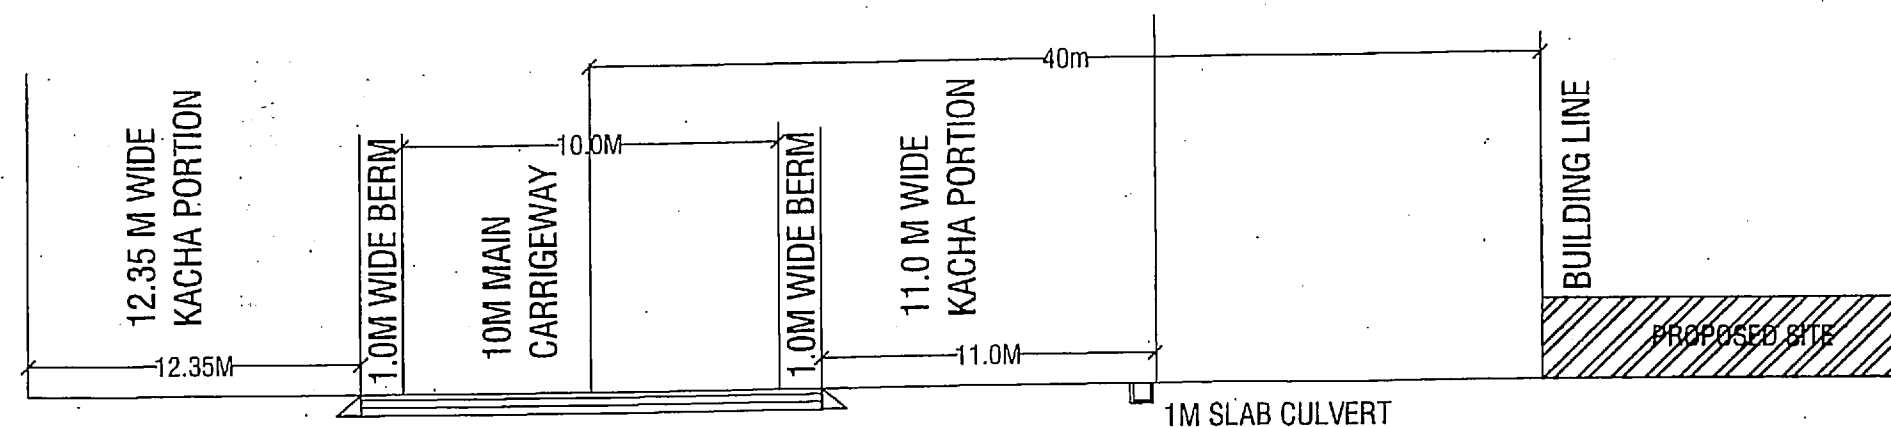 40m
12.35 M WIDE
KACHA PORTION
1.0M WIDE BERM
10.0M
10M MAIN
CARRIGEWAY
1.0M WIDE BERM
11.0 M WIDE
KACHA PORTION
BUILDING LINE
PROPOSED SITE
12.35M
11.0M
1M SLAB CULVERT